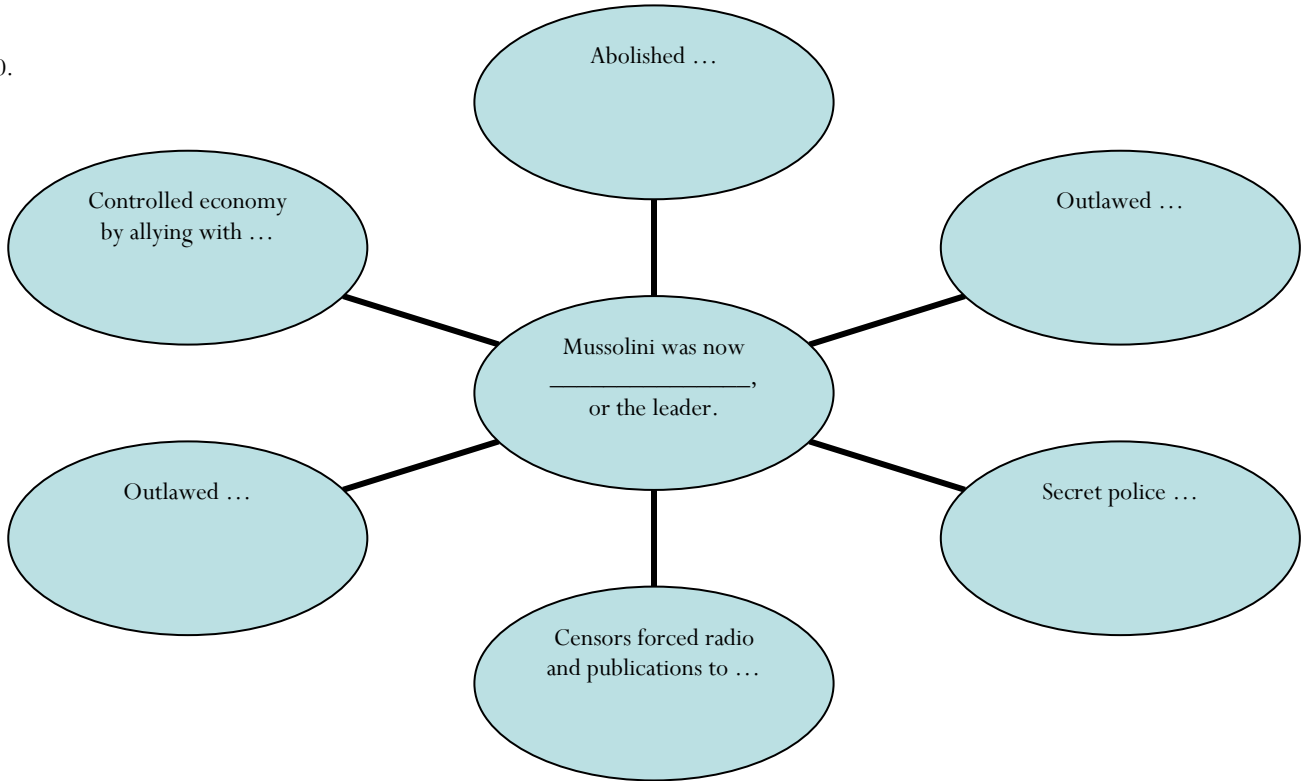 0.
Abolished …
Controlled economy
by allying with …
Outlawed …
Mussolini was now
_______________,
or the leader.
Outlawed …
Secret police …
Censors forced radio
and publications to …